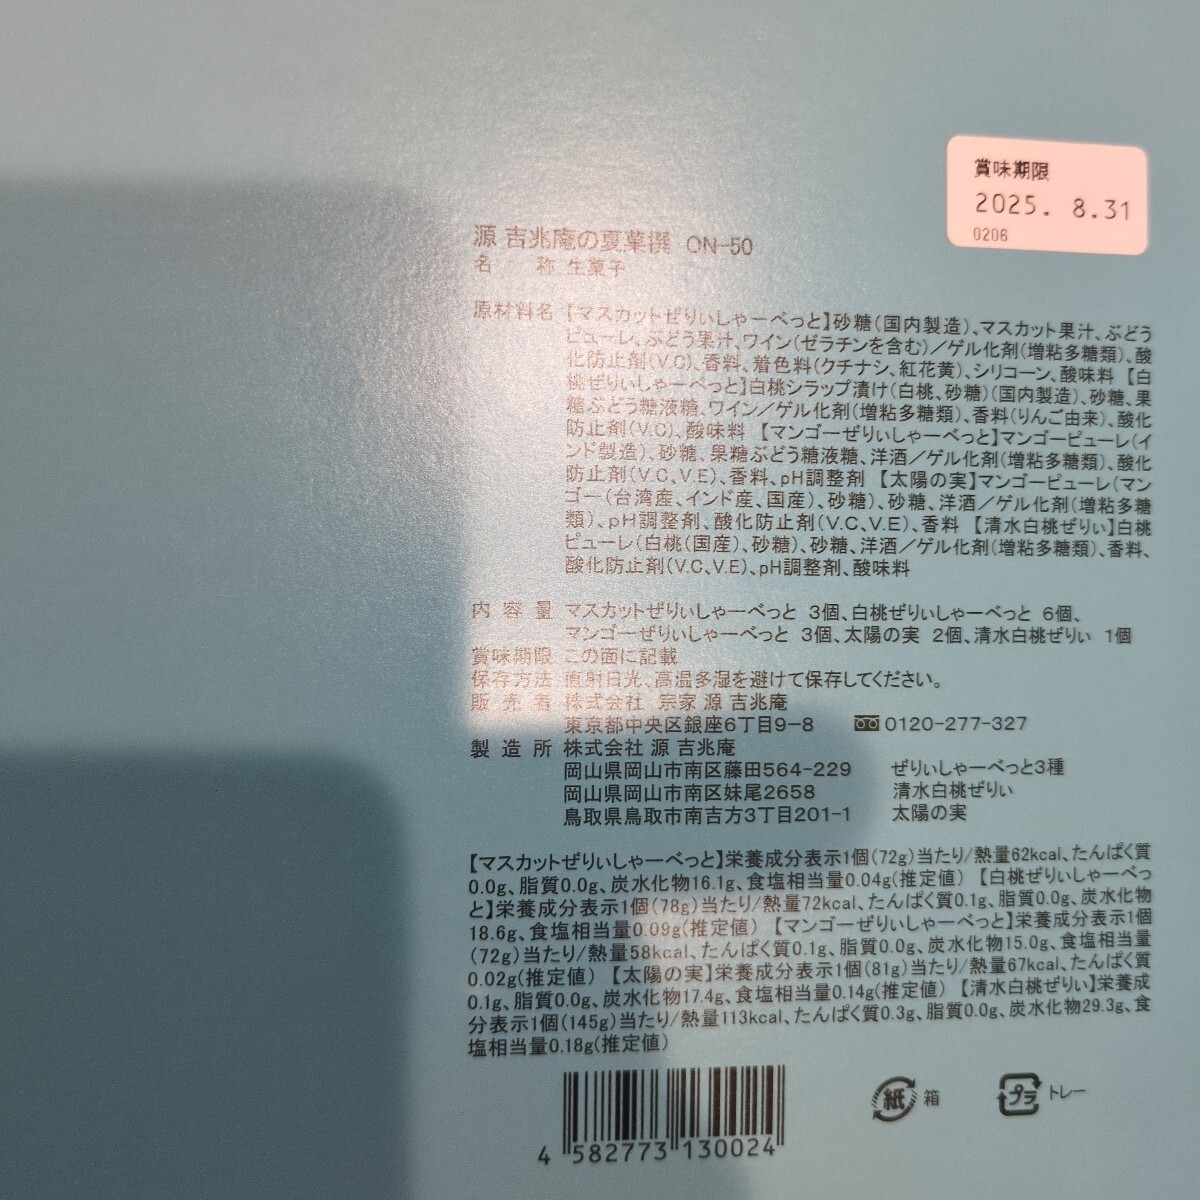 賞味期限
2025. 8.31
0206
源 吉兆庵の夏菓撰 ON-50
名 称 生菓子
原材料名 【マスカットぜりぃしゃーべっと】砂糖(国内製造)、マスカット果汁、ぶどう
ピューレ、ぶどう果汁、ワイン(ゼラチンを含む)/ゲル化剤(増粘多糖類)、酸
化防止剤(V.C)、香料、着色料(クチナシ、紅花黄)、シリコーン、酸味料 【白
桃ぜりぃしゃーべっと】白桃シラップ漬け(白桃、砂糖)(国内製造)、砂糖、果
糖ぶどう糖液糖、ワイン/ゲル化剤(増粘多糖類)、香料(りんご由来)、酸化
防止剤(V.C)、酸味料 【マンゴーぜりぃしゃーべっと】マンゴーピューレ(イ
ンド製造)、砂糖、果糖ぶどう糖液糖、洋酒/ゲル化剤(増粘多糖類)、酸化
防止剤(V.C、V.E)、香料、pH調整剤 【太陽の実】マンゴーピューレ(マン
ゴー(台湾産、インド産、国産)、砂糖)、砂糖、洋酒/ゲル化剤(増粘多糖
類)、pH調整剤、酸化防止剤(V.C、V.E)、香料 【清水白桃ぜりぃ】白桃
ピューレ(白桃(国産)、砂糖)、砂糖、洋酒/ゲル化剤(増粘多糖類)、香料、
酸化防止剤(V.C、V.E)、pH調整剤、酸味料
内 容 量 マスカットぜりぃしゃーべっと 3個、白桃ぜりぃしゃーべっと 6個、
マンゴーぜりぃしゃーべっと 3個、太陽の実 2個、清水白桃ぜりぃ 1個
賞味期限 この面に記載
保存方法 直射日光、高温多湿を避けて保存してください。
販 売 者 株式会社 宗家 源 吉兆庵
東京都中央区銀座6丁目9-8 0120-277-327
製 造 所 株式会社 源 吉兆庵
岡山県岡山市南区藤田564-229 ぜりぃしゃーべっと3種
岡山県岡山市南区妹尾2658 清水白桃ぜりぃ
鳥取県鳥取市南吉方3丁目201-1 太陽の実
【マスカットぜりぃしゃーべっと】栄養成分表示1個(72g)当たり/熱量62kcal、たんぱく質
0.0g、脂質0.0g、炭水化物16.1g、食塩相当量0.04g(推定値) 【白桃ぜりぃしゃーべっ
と】栄養成分表示1個(78g)当たり/熱量72kcal、たんぱく質0.1g、脂質0.0g、炭水化物
18.6g、食塩相当量0.09g(推定値) 【マンゴーぜりぃしゃーべっと】栄養成分表示1個
(72g)当たり/熱量58kcal、たんぱく質0.1g、脂質0.0g、炭水化物15.0g、食塩相当量
0.02g(推定値) 【太陽の実】栄養成分表示1個(81g)当たり/熱量67kcal、たんぱく質
0.1g、脂質0.0g、炭水化物17.4g、食塩相当量0.14g(推定値) 【清水白桃ぜりぃ】栄養成
分表示1個(145g)当たり/熱量113kcal、たんぱく質0.3g、脂質0.0g、炭水化物29.3g、食
塩相当量0.18g(推定値)
紙 箱 プラ トレー
4 582773 130024